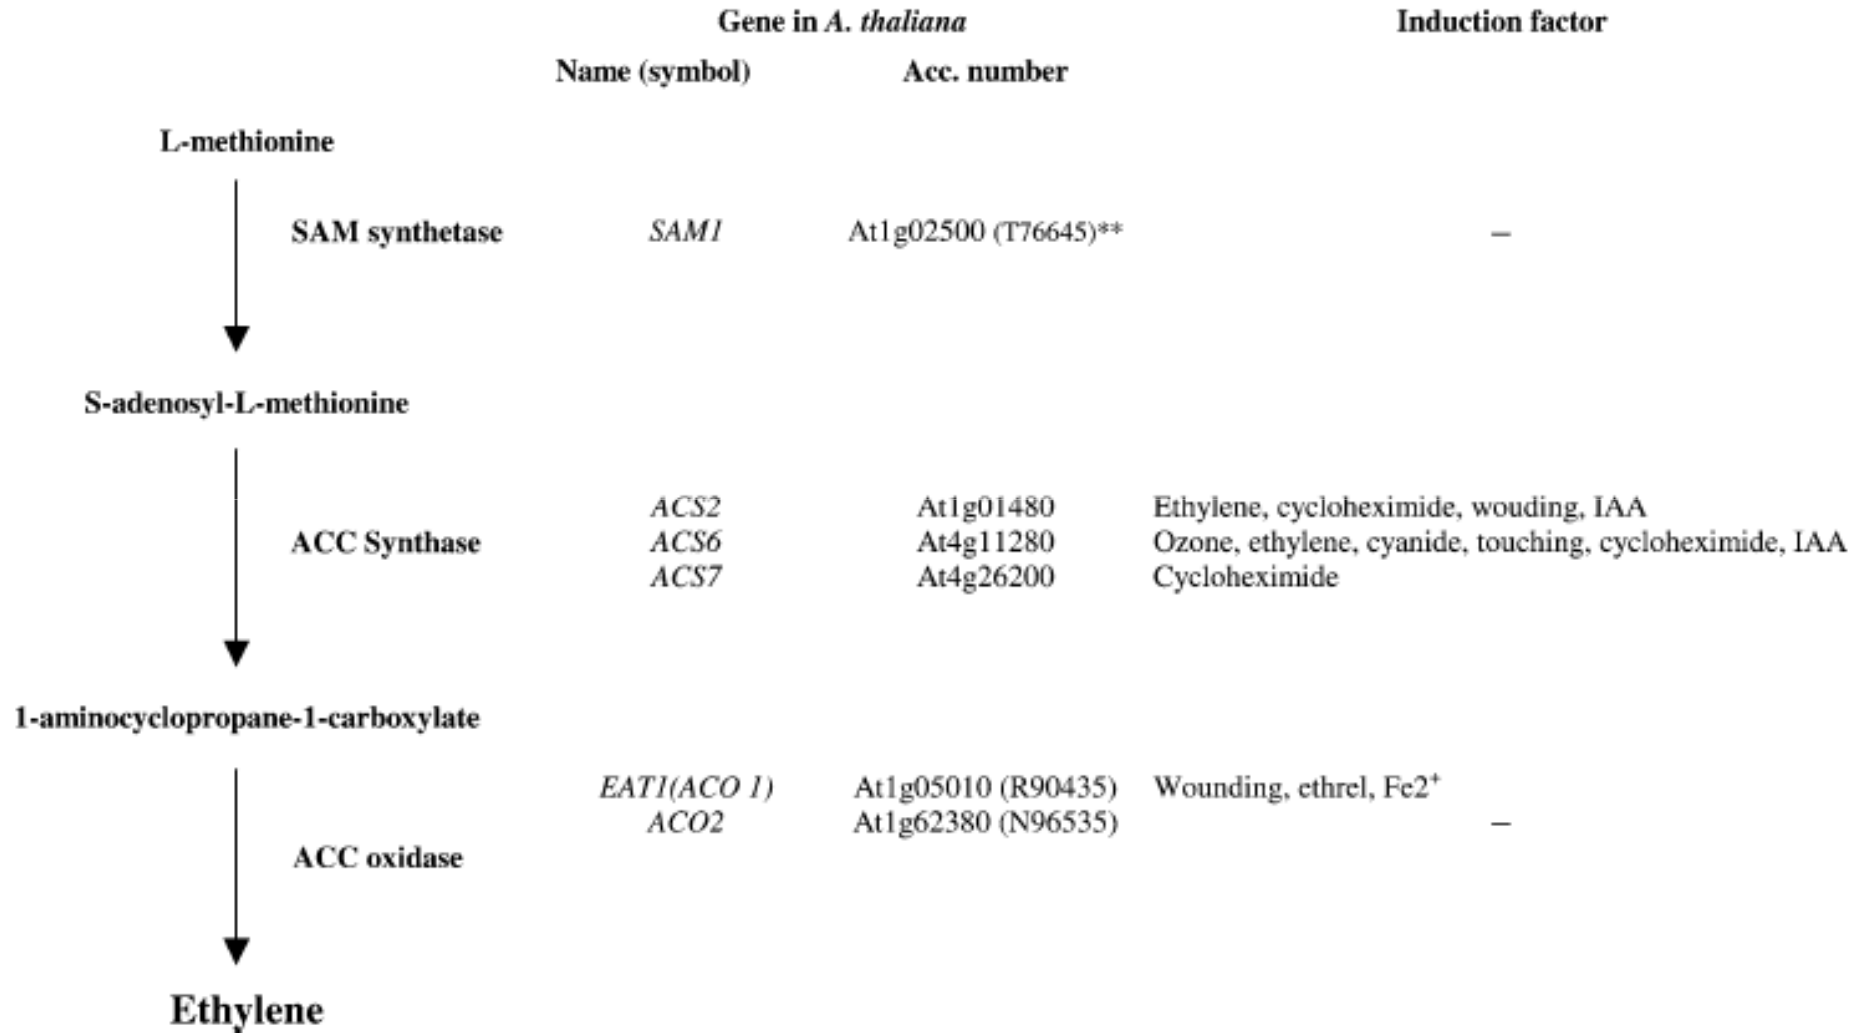 Gene in A. thaliana Induction factor
Name (symbol) Acc. number
L-methionine
SAM synthetase SAM1 At1g02500 (T76645)** –
S-adenosyl-L-methionine
ACS2 At1g01480 Ethylene, cycloheximide, wouding, IAA
ACC Synthase ACS6 At4g11280 Ozone, ethylene, cyanide, touching, cycloheximide, IAA
ACS7 At4g26200 Cycloheximide
1-aminocyclopropane-1-carboxylate
EAT1(ACO 1) At1g05010 (R90435) Wounding, ethrel, Fe2⁺
ACO2 At1g62380 (N96535) –
ACC oxidase
Ethylene